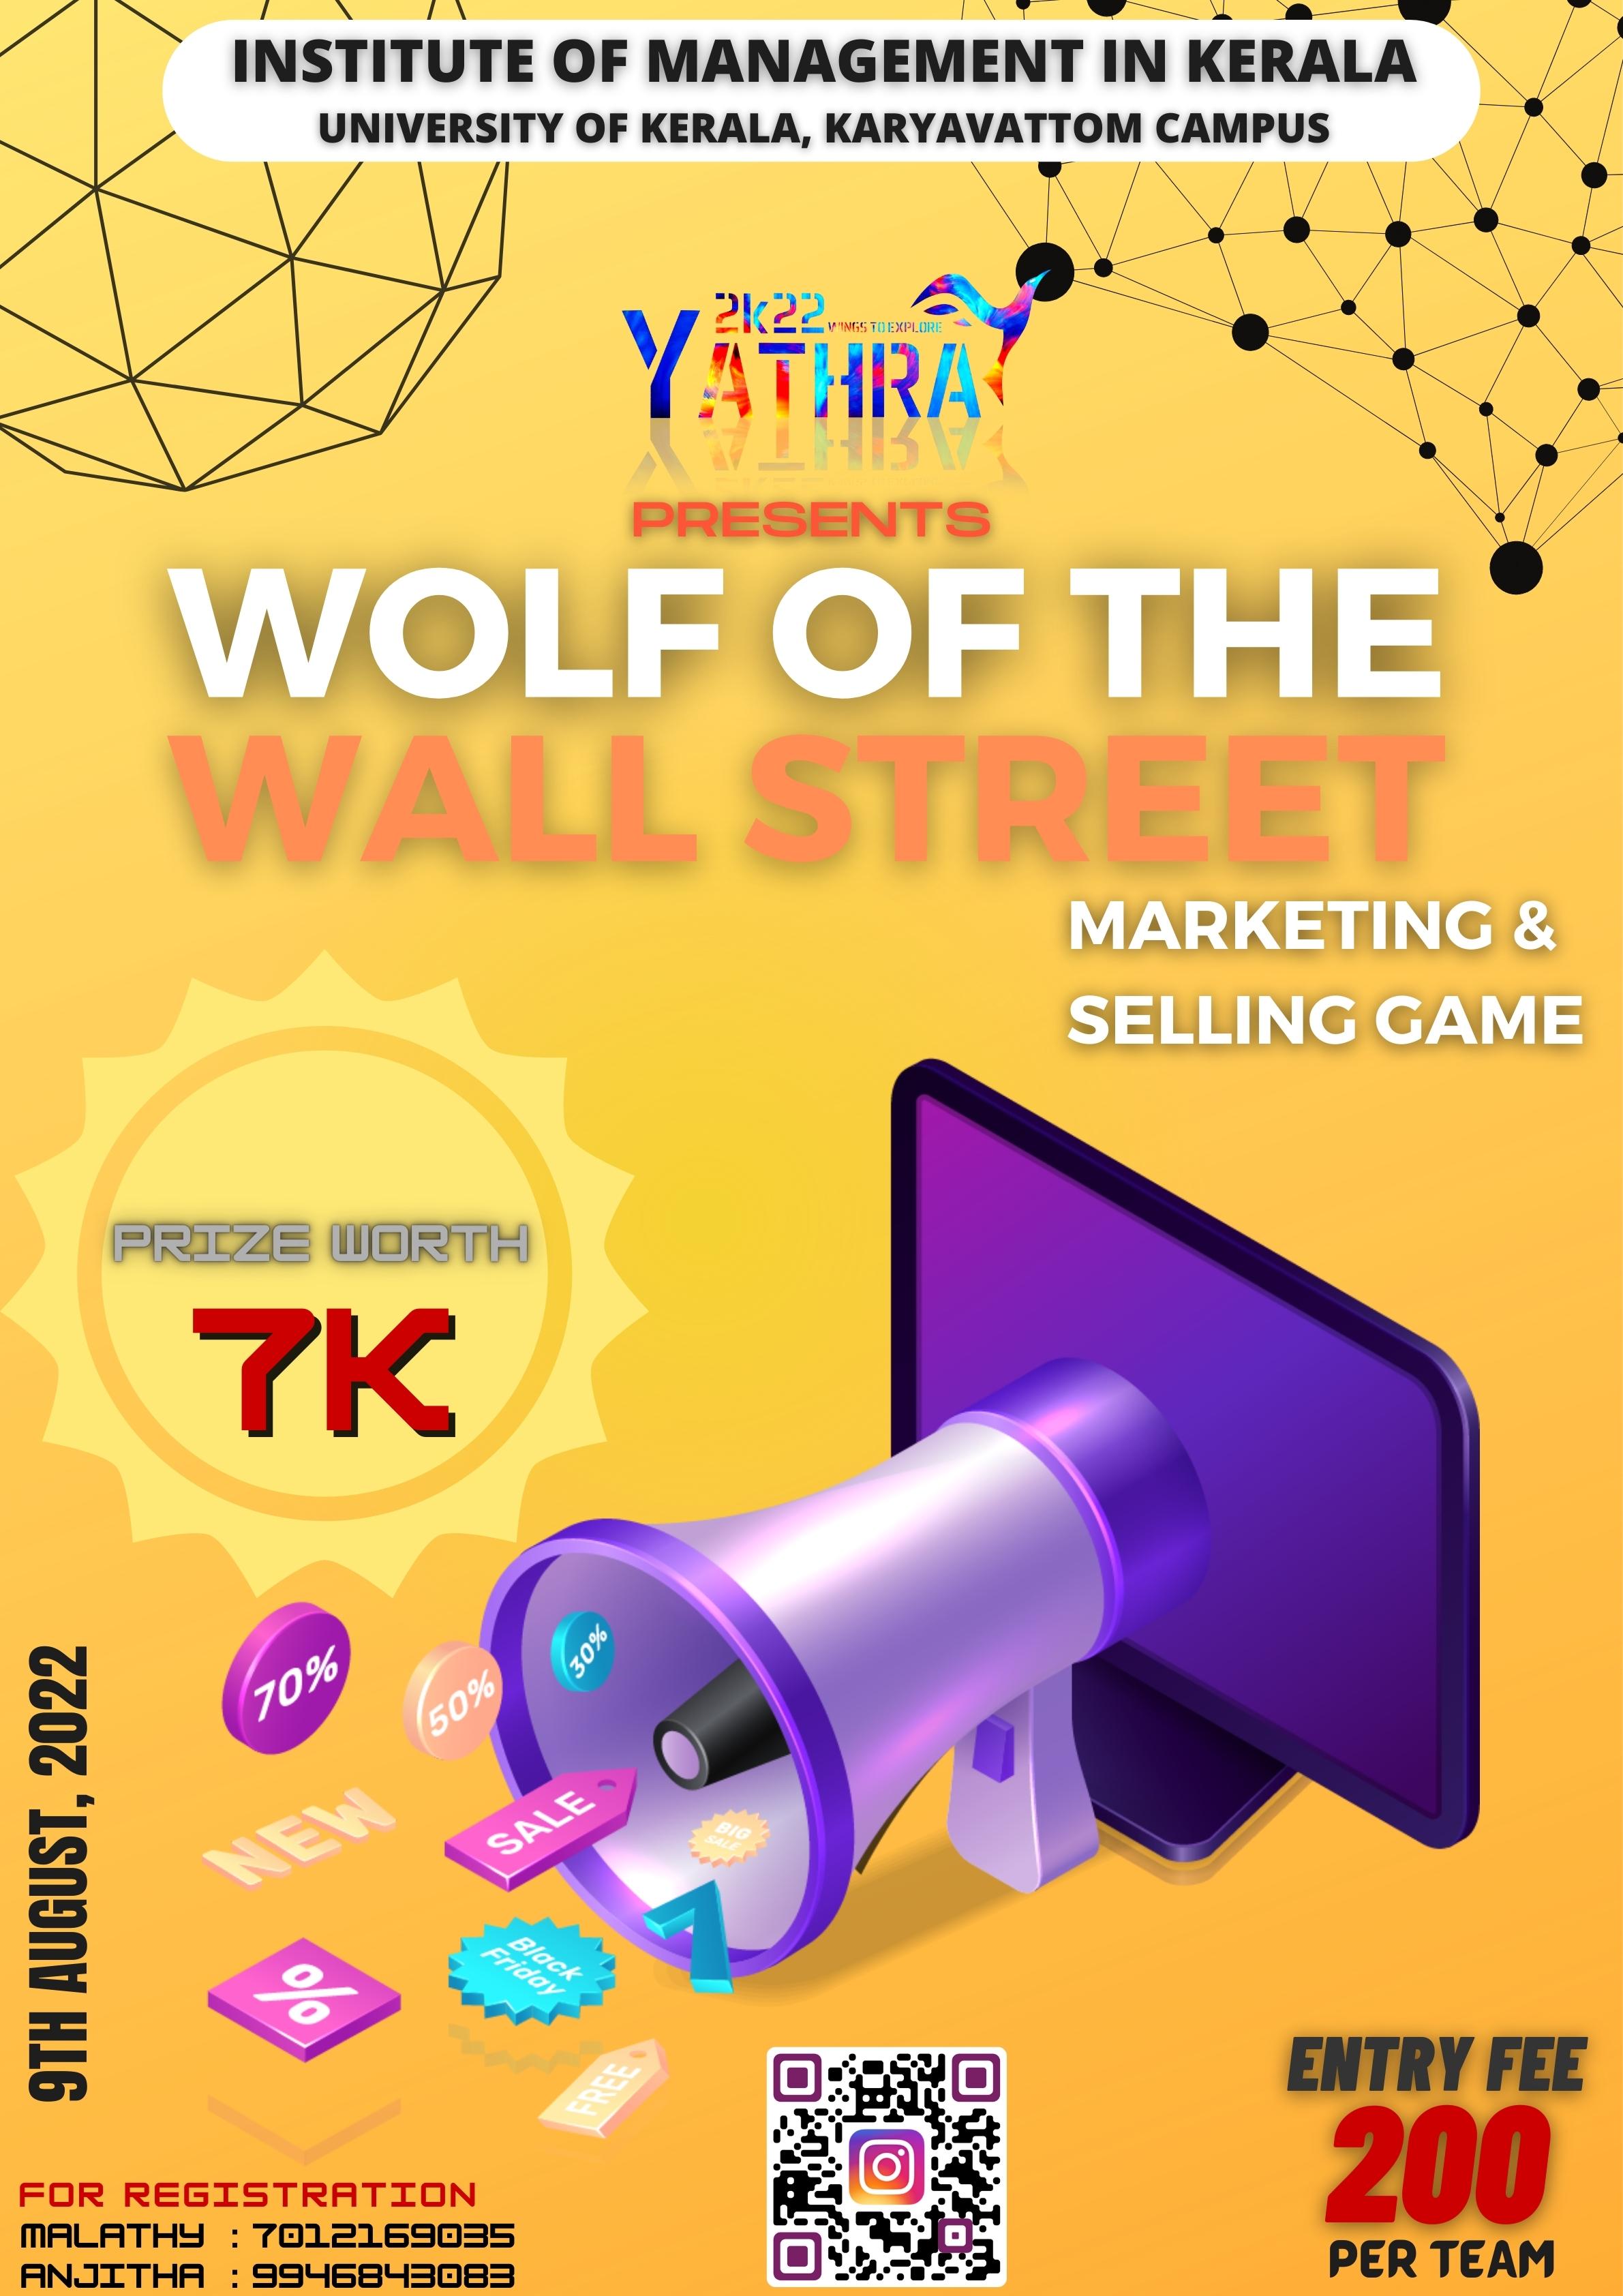 INSTITUTE OF MANAGEMENT IN KERALA
UNIVERSITY OF KERALA, KARYAVATTOM CAMPUS
2k22 WINGS TO EXPLORE
YATHRA
PRESENTS
WOLF OF THE
WALL STREET
MARKETING &
SELLING GAME
PRIZE WORTH
7K
70%
50%
30%
NEW
SALE
BIG
SALE
%
Black
Friday
1
FREE
9TH AUGUST, 2022
FOR REGISTRATION
MALATHY : 7012169035
ANJITHA : 9946843083
ENTRY FEE
200
PER TEAM